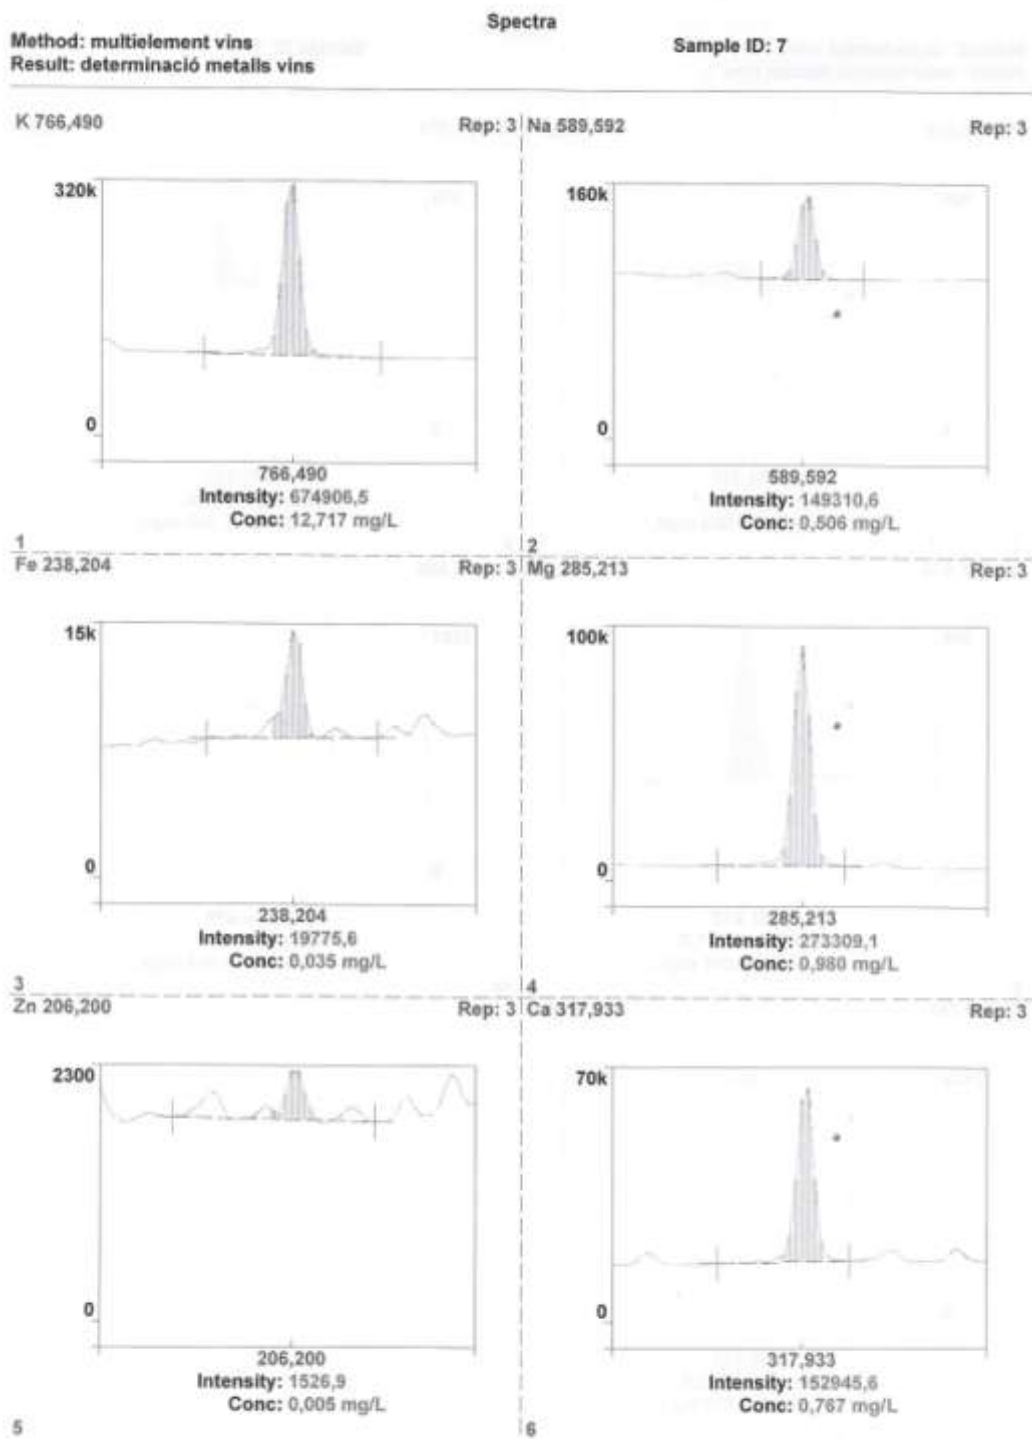 Spectra
Method: multielement vins
Sample ID: 7
Result: determinació metalls vins
K 766,490
Rep: 3
320k
0
766,490
Intensity: 674906,5
Conc: 12,717 mg/L
1
Na 589,592
Rep: 3
160k
0
589,592
Intensity: 149310,6
Conc: 0,506 mg/L
2
Fe 238,204
Rep: 3
15k
0
238,204
Intensity: 19775,6
Conc: 0,035 mg/L
3
Mg 285,213
Rep: 3
100k
0
285,213
Intensity: 273309,1
Conc: 0,980 mg/L
4
Zn 206,200
Rep: 3
2300
0
206,200
Intensity: 1526,9
Conc: 0,005 mg/L
5
Ca 317,933
Rep: 3
70k
0
317,933
Intensity: 152945,6
Conc: 0,767 mg/L
6